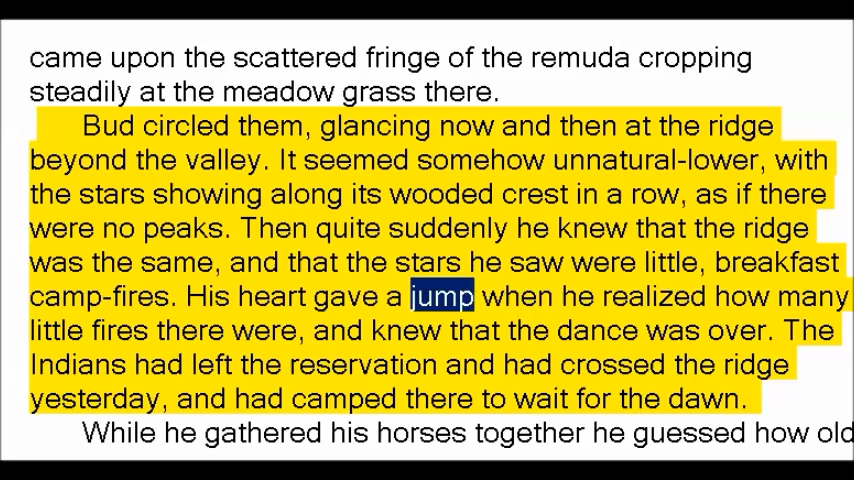 came upon the scattered fringe of the remuda cropping
steadily at the meadow grass there.
Bud circled them, glancing now and then at the ridge
beyond the valley. It seemed somehow unnatural-lower, with
the stars showing along its wooded crest in a row, as if there
were no peaks. Then quite suddenly he knew that the ridge
was the same, and that the stars he saw were little, breakfast
camp-fires. His heart gave a jump when he realized how many
little fires there were, and knew that the dance was over. The
Indians had left the reservation and had crossed the ridge
yesterday, and had camped there to wait for the dawn.
While he gathered his horses together he guessed how old